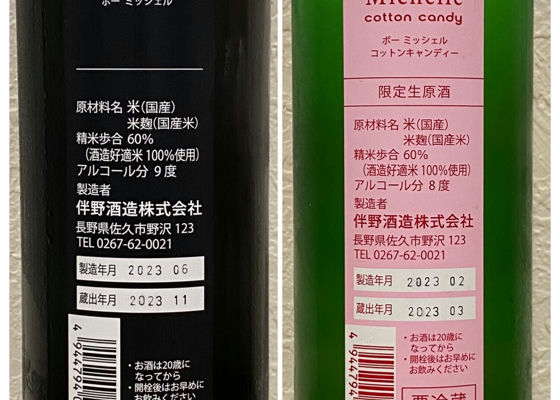 ボー ミッシェル
原材料名 米(国産)
米麹(国産米)
精米歩合 60%
(酒造好適米 100%使用)
アルコール分 9度
製造者
伴野酒造株式会社
長野県佐久市野沢 123
TEL 0267-62-0021
製造年月 2023 06
蔵出年月 2023 11
・お酒は20歳に
なってから
・開栓後はお早めに
お飲みください
4 944794
Michelle
cotton candy
ボー ミッシェル
コットンキャンディー
限定生原酒
原材料名 米(国産)
米麹(国産米)
精米歩合 60%
(酒造好適米 100%使用)
アルコール分 8度
製造者
伴野酒造株式会社
長野県佐久市野沢 123
TEL 0267-62-0021
製造年月 2023 02
蔵出年月 2023 03
・お酒は20歳に
なってから
・開栓後はお早めに
お飲みください
4 94479
要冷蔵